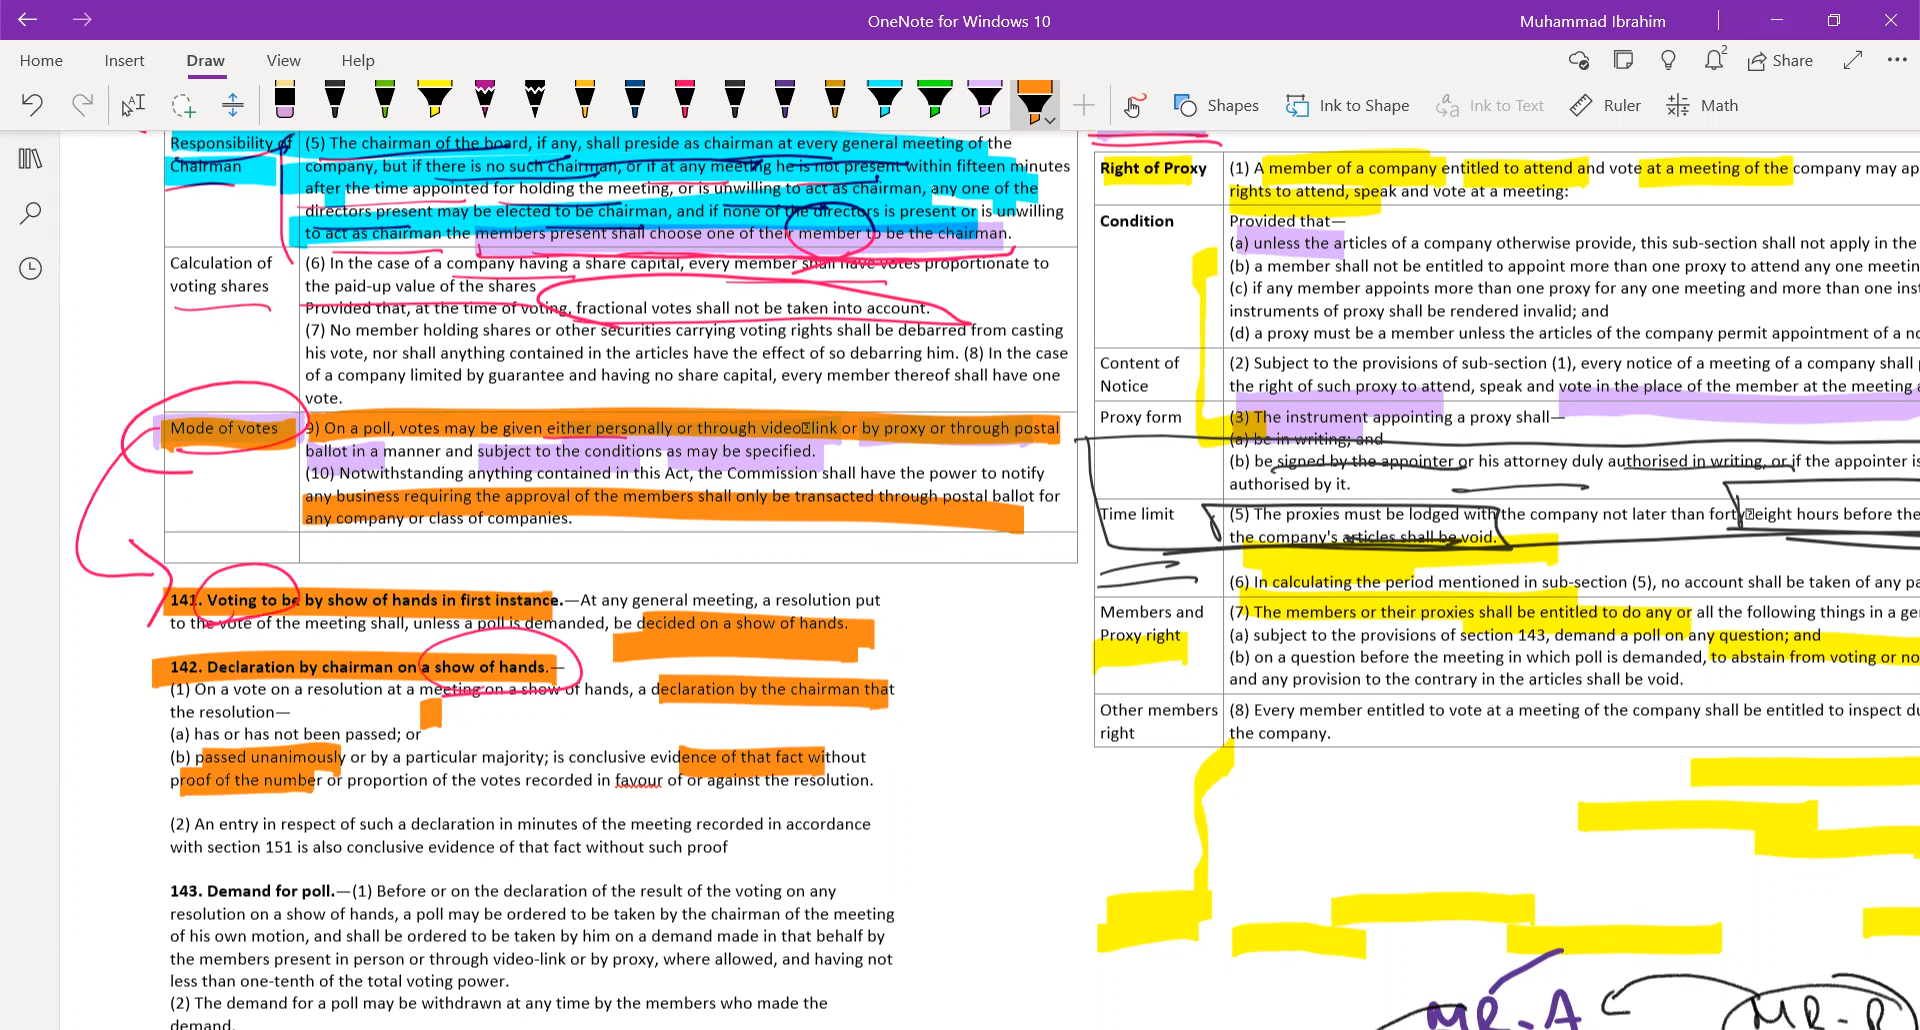 OneNote for Windows 10
Muhammad Ibrahim
Home Insert Draw View Help
2
Share
Shapes
Ink to Shape
Ink to Text
Ruler
Math
Responsibility of
Chairman
(5) The chairman of the board, if any, shall preside as chairman at every general meeting of the
company, but if there is no such chairman, or if at any meeting he is not present within fifteen minutes
after the time appointed for holding the meeting, or is unwilling to act as chairman, any one of the
directors present may be elected to be chairman, and if none of the directors is present or is unwilling
to act as chairman the members present shall choose one of their member to be the chairman.
Calculation of
voting shares
(6) In the case of a company having a share capital, every member shall have votes proportionate to
the paid-up value of the shares
Provided that, at the time of voting, fractional votes shall not be taken into account.
(7) No member holding shares or other securities carrying voting rights shall be debarred from casting
his vote, nor shall anything contained in the articles have the effect of so debarring him. (8) In the case
of a company limited by guarantee and having no share capital, every member thereof shall have one
vote.
Mode of votes
9) On a poll, votes may be given either personally or through video link or by proxy or through postal
ballot in a manner and subject to the conditions as may be specified.
(10) Notwithstanding anything contained in this Act, the Commission shall have the power to notify
any business requiring the approval of the members shall only be transacted through postal ballot for
any company or class of companies.
141. Voting to be by show of hands in first instance.—At any general meeting, a resolution put
to the vote of the meeting shall, unless a poll is demanded, be decided on a show of hands.
142. Declaration by chairman on a show of hands.—
(1) On a vote on a resolution at a meeting on a show of hands, a declaration by the chairman that
the resolution—
(a) has or has not been passed; or
(b) passed unanimously or by a particular majority; is conclusive evidence of that fact without
proof of the number or proportion of the votes recorded in favour of or against the resolution.
(2) An entry in respect of such a declaration in minutes of the meeting recorded in accordance
with section 151 is also conclusive evidence of that fact without such proof
143. Demand for poll.—(1) Before or on the declaration of the result of the voting on any
resolution on a show of hands, a poll may be ordered to be taken by the chairman of the meeting
of his own motion, and shall be ordered to be taken by him on a demand made in that behalf by
the members present in person or through video-link or by proxy, where allowed, and having not
less than one-tenth of the total voting power.
(2) The demand for a poll may be withdrawn at any time by the members who made the
demand.
Right of Proxy
(1) A member of a company entitled to attend and vote at a meeting of the company may ap
rights to attend, speak and vote at a meeting:
Condition
Provided that—
(a) unless the articles of a company otherwise provide, this sub-section shall not apply in the
(b) a member shall not be entitled to appoint more than one proxy to attend any one meetin
(c) if any member appoints more than one proxy for any one meeting and more than one inst
instruments of proxy shall be rendered invalid; and
(d) a proxy must be a member unless the articles of the company permit appointment of a no
Content of
Notice
(2) Subject to the provisions of sub-section (1), every notice of a meeting of a company shall
the right of such proxy to attend, speak and vote in the place of the member at the meeting
Proxy form
(3) The instrument appointing a proxy shall—
(a) be in writing; and
(b) be signed by the appointer or his attorney duly authorised in writing, or if the appointer is
authorised by it.
Time limit
(5) The proxies must be lodged with the company not later than forty eight hours before the
the company's articles shall be void.
(6) In calculating the period mentioned in sub-section (5), no account shall be taken of any pa
Members and
Proxy right
(7) The members or their proxies shall be entitled to do any or all the following things in a gen
(a) subject to the provisions of section 143, demand a poll on any question; and
(b) on a question before the meeting in which poll is demanded, to abstain from voting or no
and any provision to the contrary in the articles shall be void.
Other members
right
(8) Every member entitled to vote at a meeting of the company shall be entitled to inspect du
the company.
MR-A